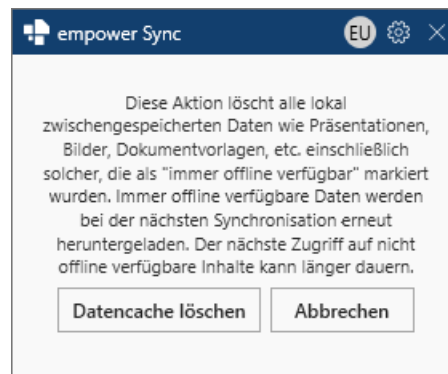 empower Sync EU
Diese Aktion löscht alle lokal
zwischengespeicherten Daten wie Präsentationen,
Bilder, Dokumentvorlagen, etc. einschließlich
solcher, die als "immer offline verfügbar" markiert
wurden. Immer offline verfügbare Daten werden
bei der nächsten Synchronisation erneut
heruntergeladen. Der nächste Zugriff auf nicht
offline verfügbare Inhalte kann länger dauern.
Datencache löschen Abbrechen